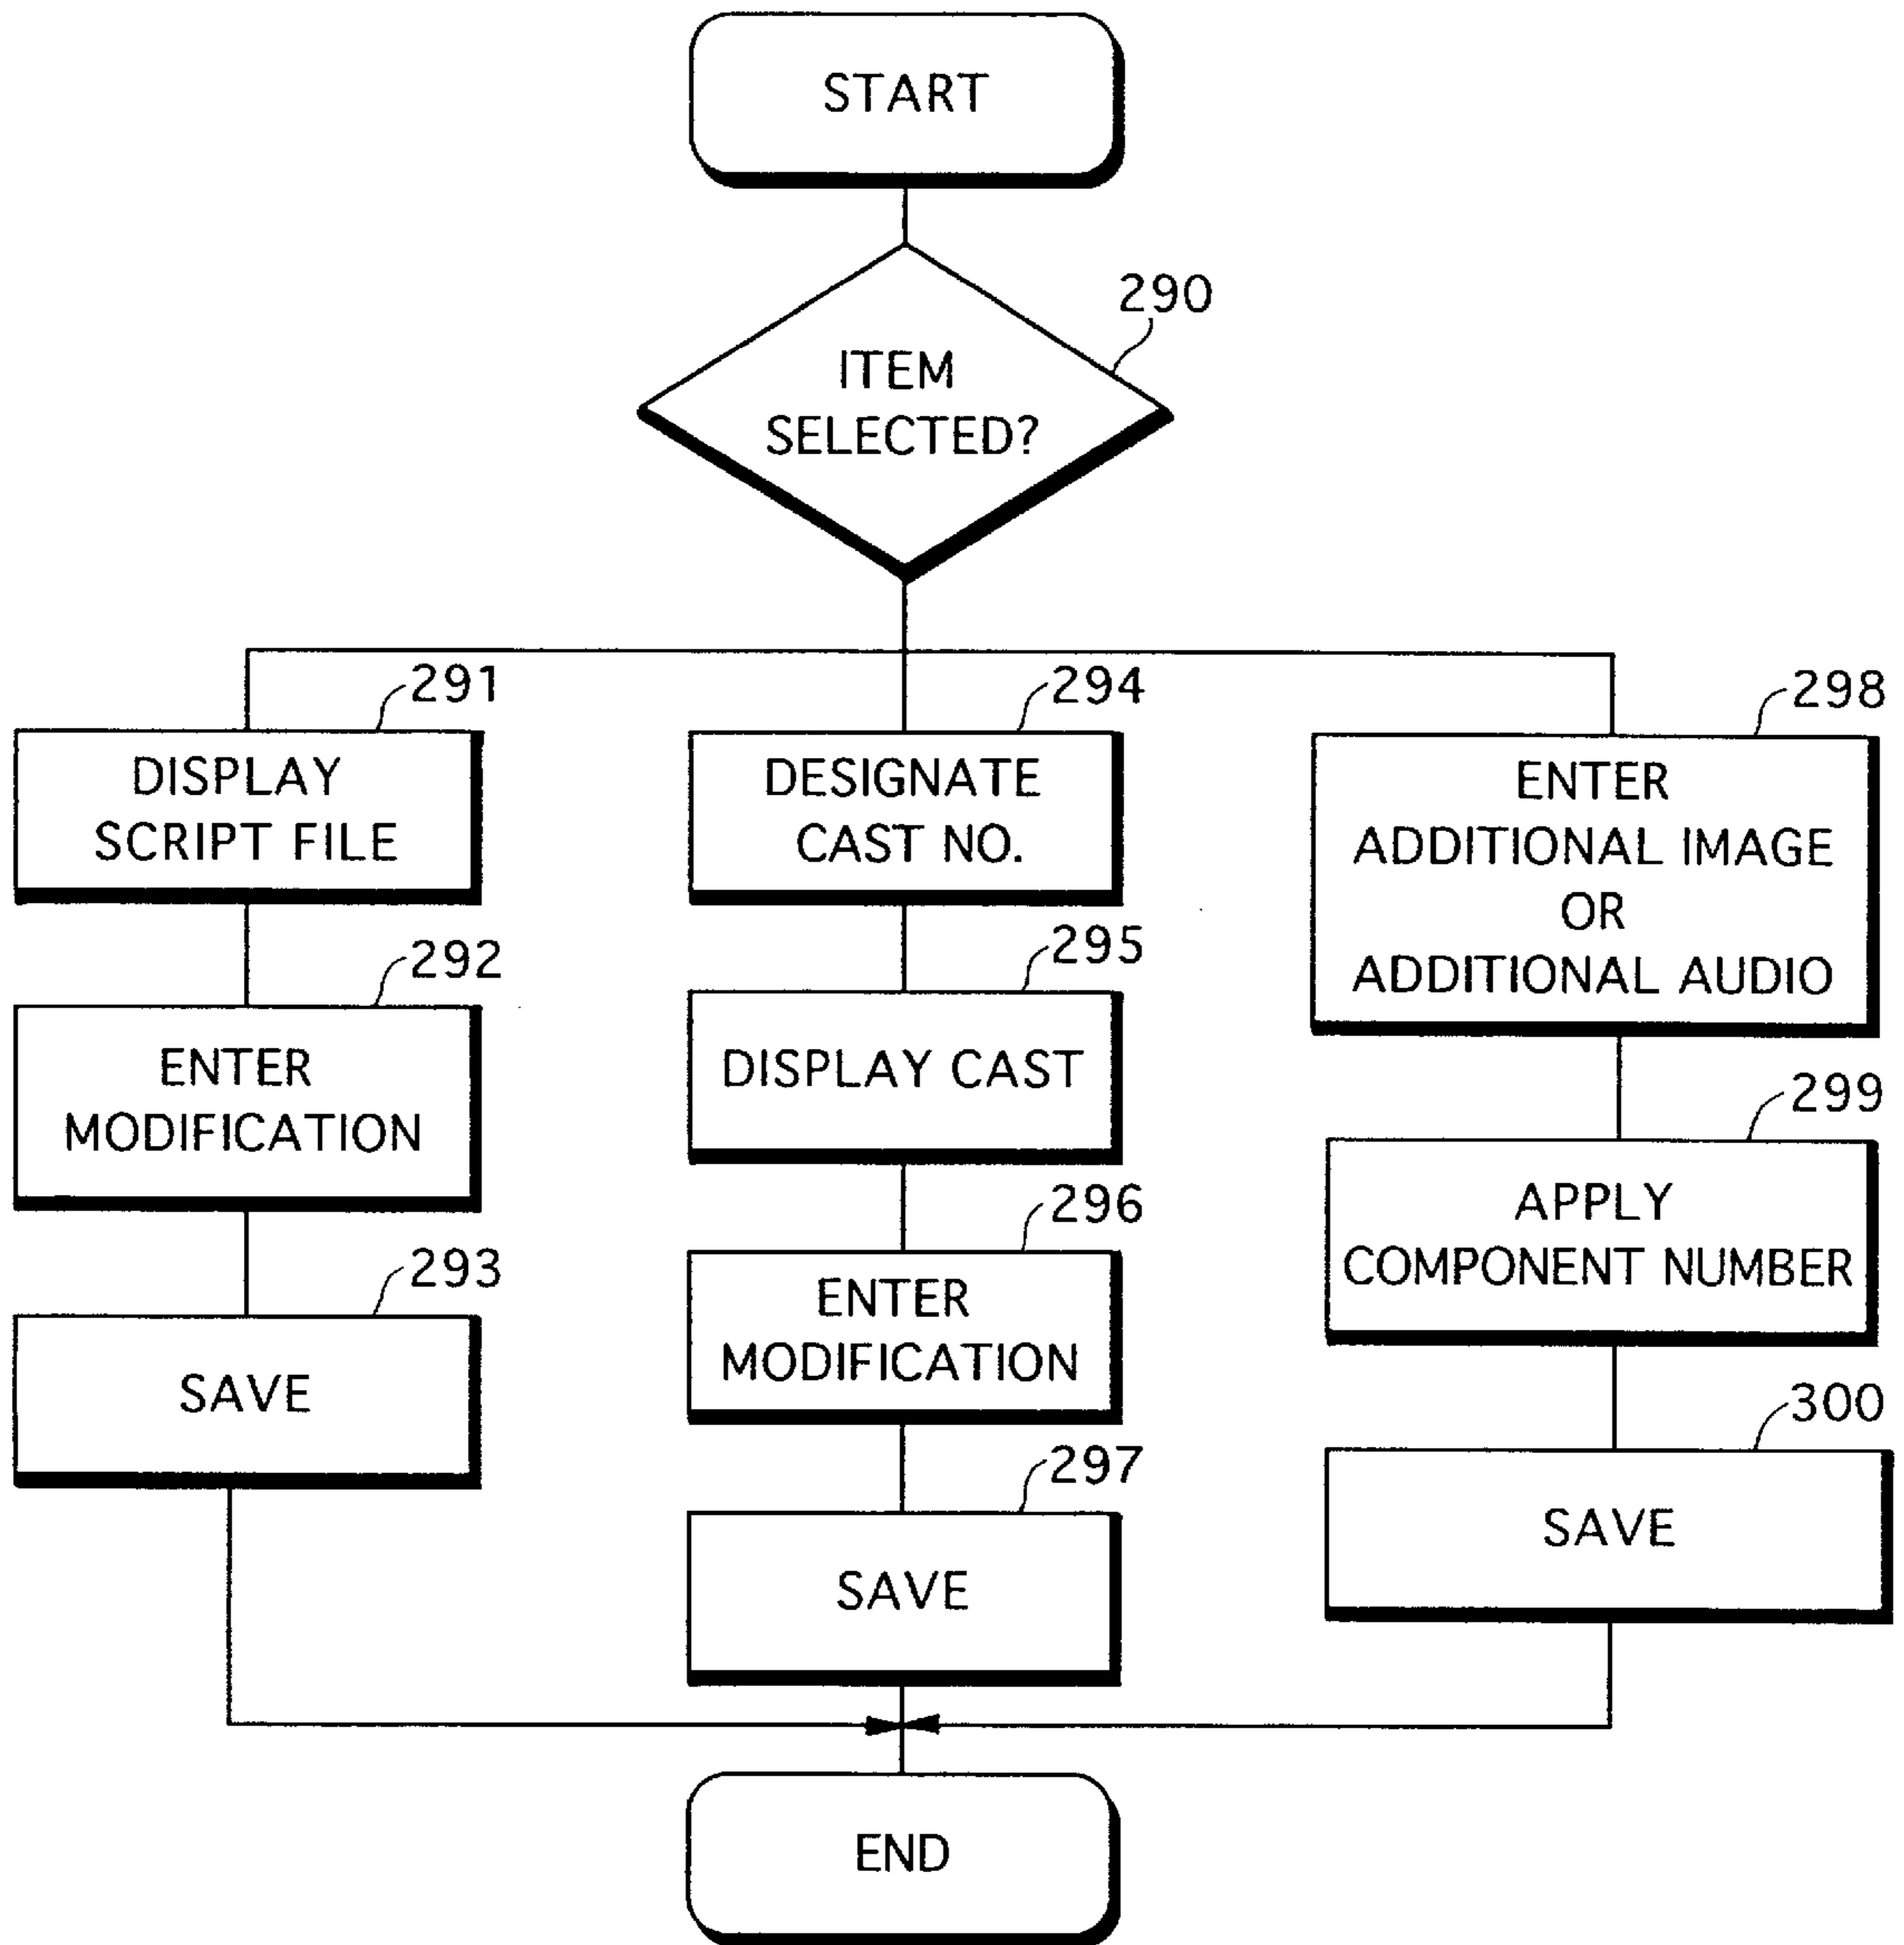 START
290
ITEM
SELECTED?
291
DISPLAY
SCRIPT FILE
292
ENTER
MODIFICATION
293
SAVE
294
DESIGNATE
CAST NO.
295
DISPLAY CAST
296
ENTER
MODIFICATION
297
SAVE
298
ENTER
ADDITIONAL IMAGE
OR
ADDITIONAL AUDIO
299
APPLY
COMPONENT NUMBER
300
SAVE
END